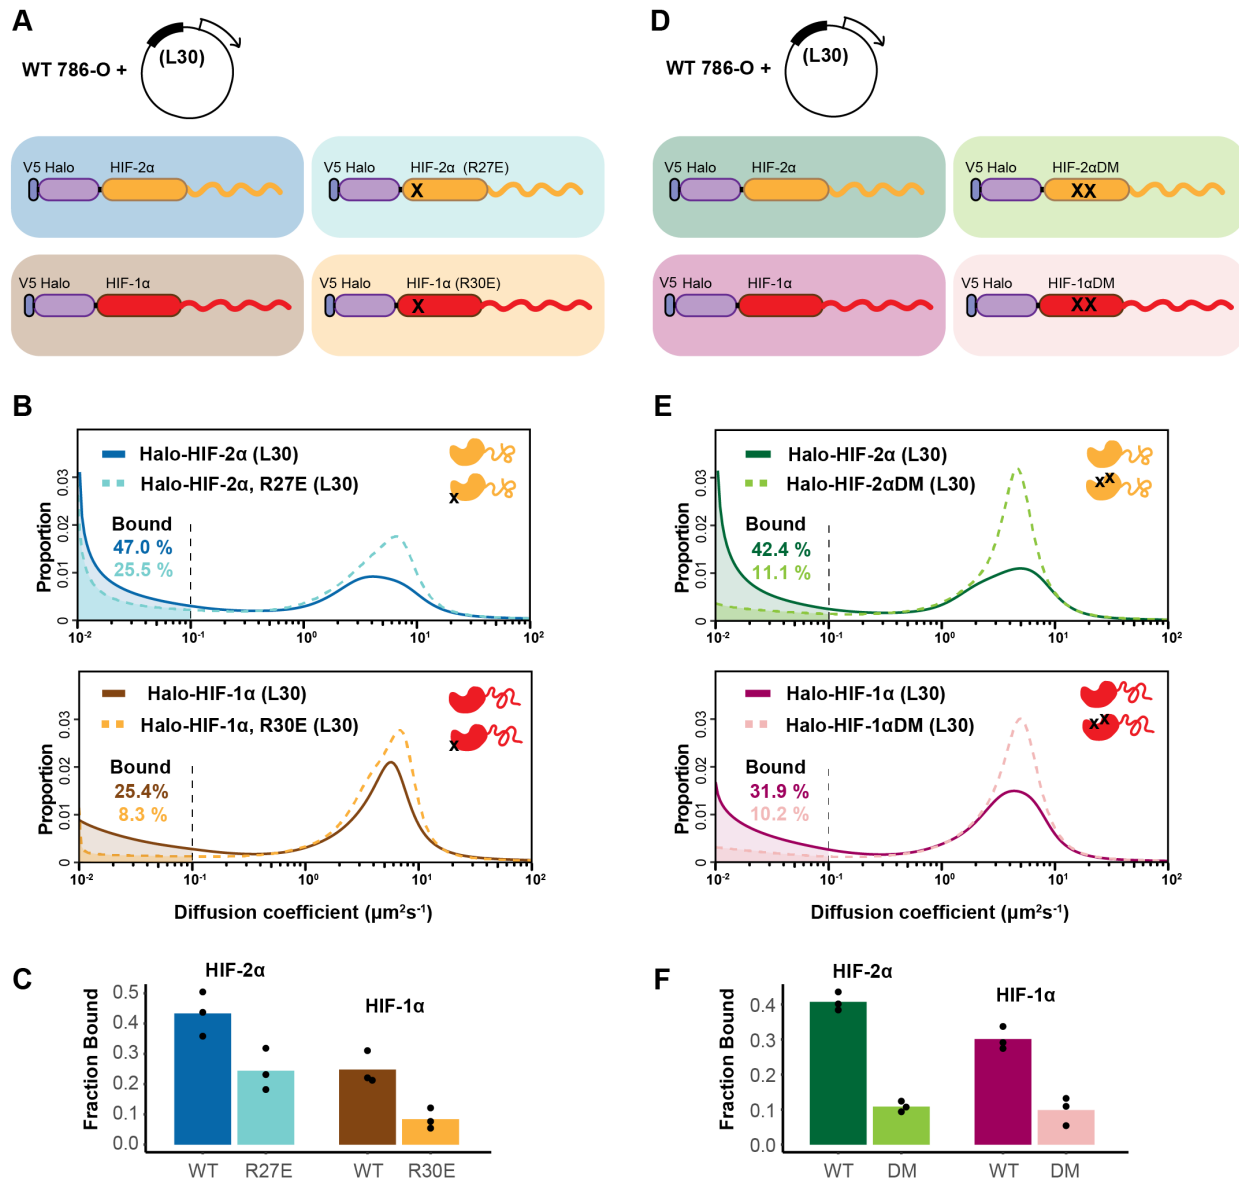 A
(L30)
WT 786-O +
V5 Halo HIF-2α
V5 Halo HIF-2α (R27E)
X
V5 Halo HIF-1α
V5 Halo HIF-1α (R30E)
X
B
Proportion
0.03
0.02
0.01
0
Halo-HIF-2α (L30)
Halo-HIF-2α, R27E (L30)
x
Bound
47.0 %
25.5 %
10-2 10-1 10⁰ 10¹ 10²
Proportion
0.03
0.02
0.01
0
Halo-HIF-1α (L30)
Halo-HIF-1α, R30E (L30)
x
Bound
25.4%
8.3 %
10-2 10-1 10⁰ 10¹ 10²
Diffusion coefficient (µm²s-¹)
C
HIF-2α
HIF-1α
Fraction Bound
0.5
0.4
0.3
0.2
0.1
0.0
WT R27E WT R30E
D
(L30)
WT 786-O +
V5 Halo HIF-2α
V5 Halo HIF-2αDM
XX
V5 Halo HIF-1α
V5 Halo HIF-1αDM
XX
E
Proportion
0.03
0.02
0.01
0
Halo-HIF-2α (L30)
Halo-HIF-2αDM (L30)
x x
Bound
42.4 %
11.1 %
10-2 10-1 10⁰ 10¹ 10²
Proportion
0.03
0.02
0.01
0
Halo-HIF-1α (L30)
Halo-HIF-1αDM (L30)
x x
Bound
31.9 %
10.2 %
10-2 10-1 10⁰ 10¹ 10²
Diffusion coefficient (µm²s-¹)
F
HIF-2α
HIF-1α
Fraction Bound
0.4
0.3
0.2
0.1
0.0
WT DM WT DM